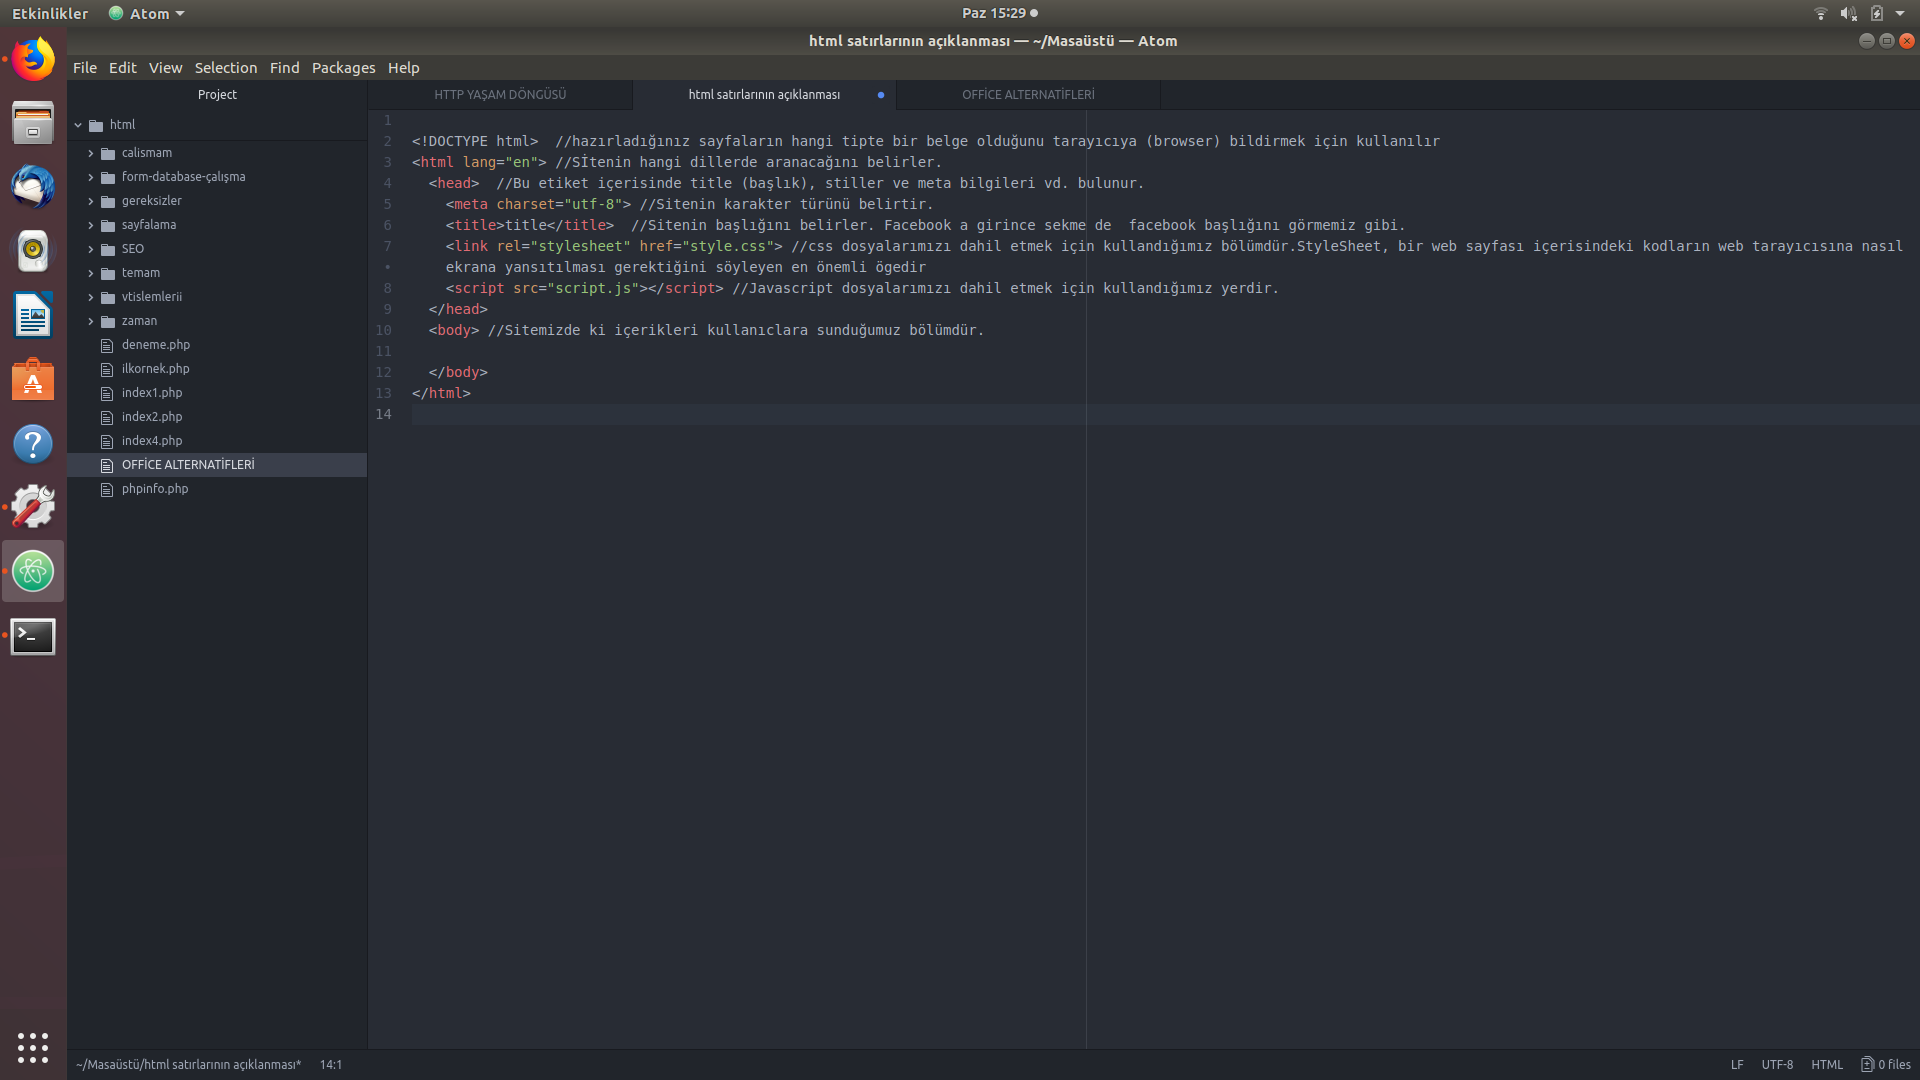 Etkinlikler Atom Paz 15:29
html satırlarının açıklanması — ~/Masaüstü — Atom
File Edit View Selection Find Packages Help
Project
HTTP YAŞAM DÖNGÜSÜ html satırlarının açıklanması OFFİCE ALTERNATİFLERİ
html
calismam
form-database-çalışma
gereksizler
sayfalama
SEO
temam
vtislemlerii
zaman
deneme.php
ilkornek.php
index1.php
index2.php
index4.php
OFFİCE ALTERNATİFLERİ
phpinfo.php
1
2 <!DOCTYPE html>  //hazırladığınız sayfaların hangi tipte bir belge olduğunu tarayıcıya (browser) bildirmek için kullanılır
3 <html lang="en"> //Sİtenin hangi dillerde aranacağını belirler.
4   <head>  //Bu etiket içerisinde title (başlık), stiller ve meta bilgileri vd. bulunur.
5     <meta charset="utf-8"> //Sitenin karakter türünü belirtir.
6     <title>title</title>  //Sitenin başlığını belirler. Facebook a girince sekme de  facebook başlığını görmemiz gibi.
7     <link rel="stylesheet" href="style.css"> //css dosyalarımızı dahil etmek için kullandığımız bölümdür.StyleSheet, bir web sayfası içerisindeki kodların web tarayıcısına nasıl
•     ekrana yansıtılması gerektiğini söyleyen en önemli ögedir
8     <script src="script.js"></script> //Javascript dosyalarımızı dahil etmek için kullandığımız yerdir.
9   </head>
10   <body> //Sitemizde ki içerikleri kullanıclara sunduğumuz bölümdür.
11
12   </body>
13 </html>
14
~/Masaüstü/html satırlarının açıklanması* 14:1 LF UTF-8 HTML 0 files